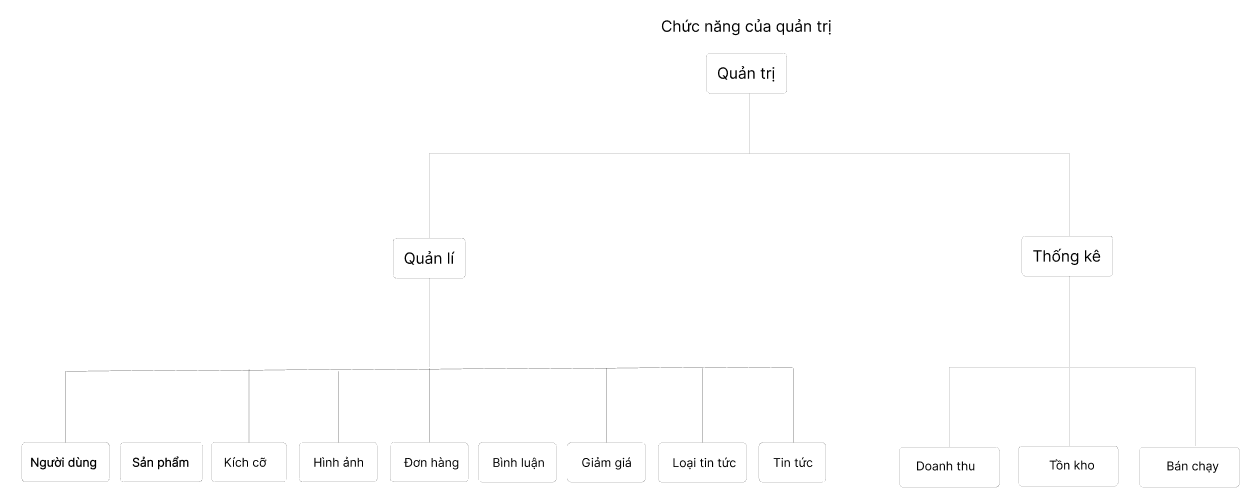 Chức năng của quản trị
Quản trị
Quản lí
Thống kê
Người dùng
Sản phẩm
Kích cỡ
Hình ảnh
Đơn hàng
Bình luận
Giảm giá
Loại tin tức
Tin tức
Doanh thu
Tồn kho
Bán chạy